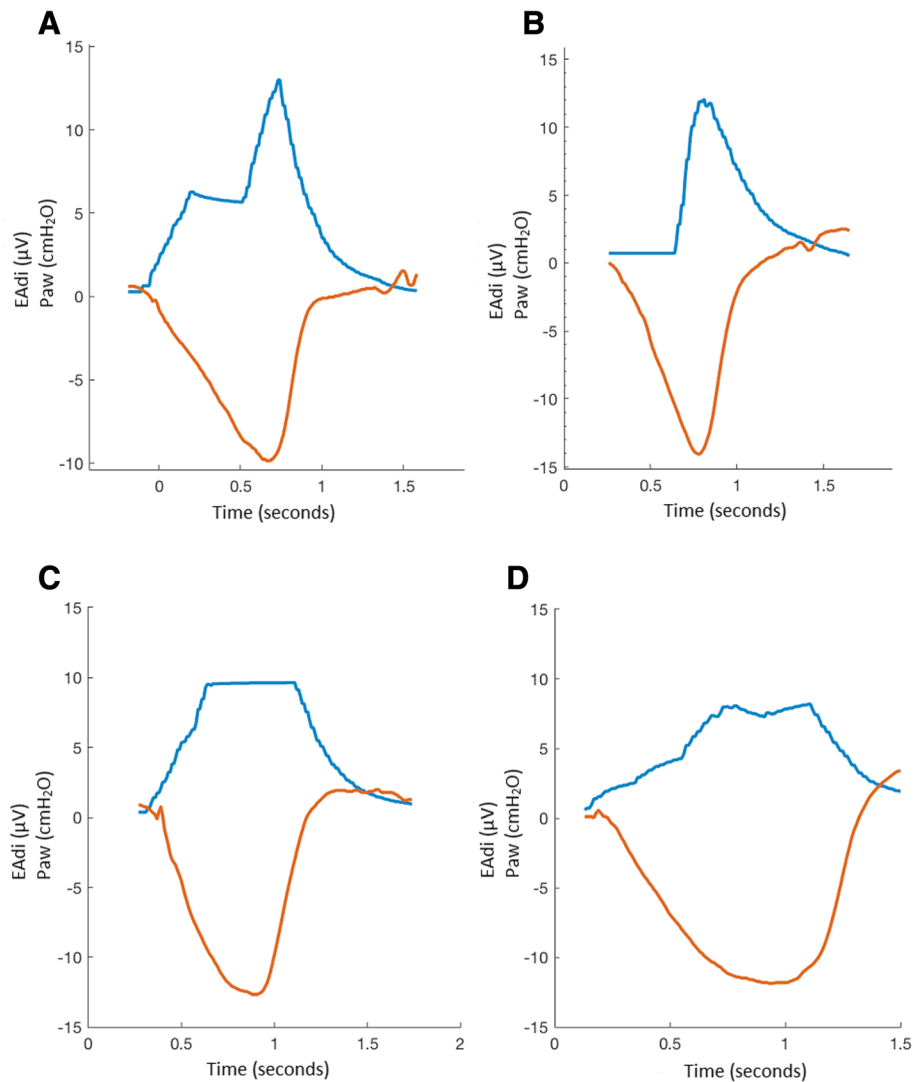 A
15
10
5
0
-5
-10
EAdi (µV)
Paw (cmH₂O)
0
0.5
1
1.5
Time (seconds)
B
15
10
5
0
-5
-10
-15
EAdi (µV)
Paw (cmH₂O)
0
0.5
1
1.5
Time (seconds)
C
15
10
5
0
-5
-10
-15
EAdi (µV)
Paw (cmH₂O)
0
0.5
1
1.5
2
Time (seconds)
D
15
10
5
0
-5
-10
-15
EAdi (µV)
Paw (cmH₂O)
0
0.5
1
1.5
Time (seconds)